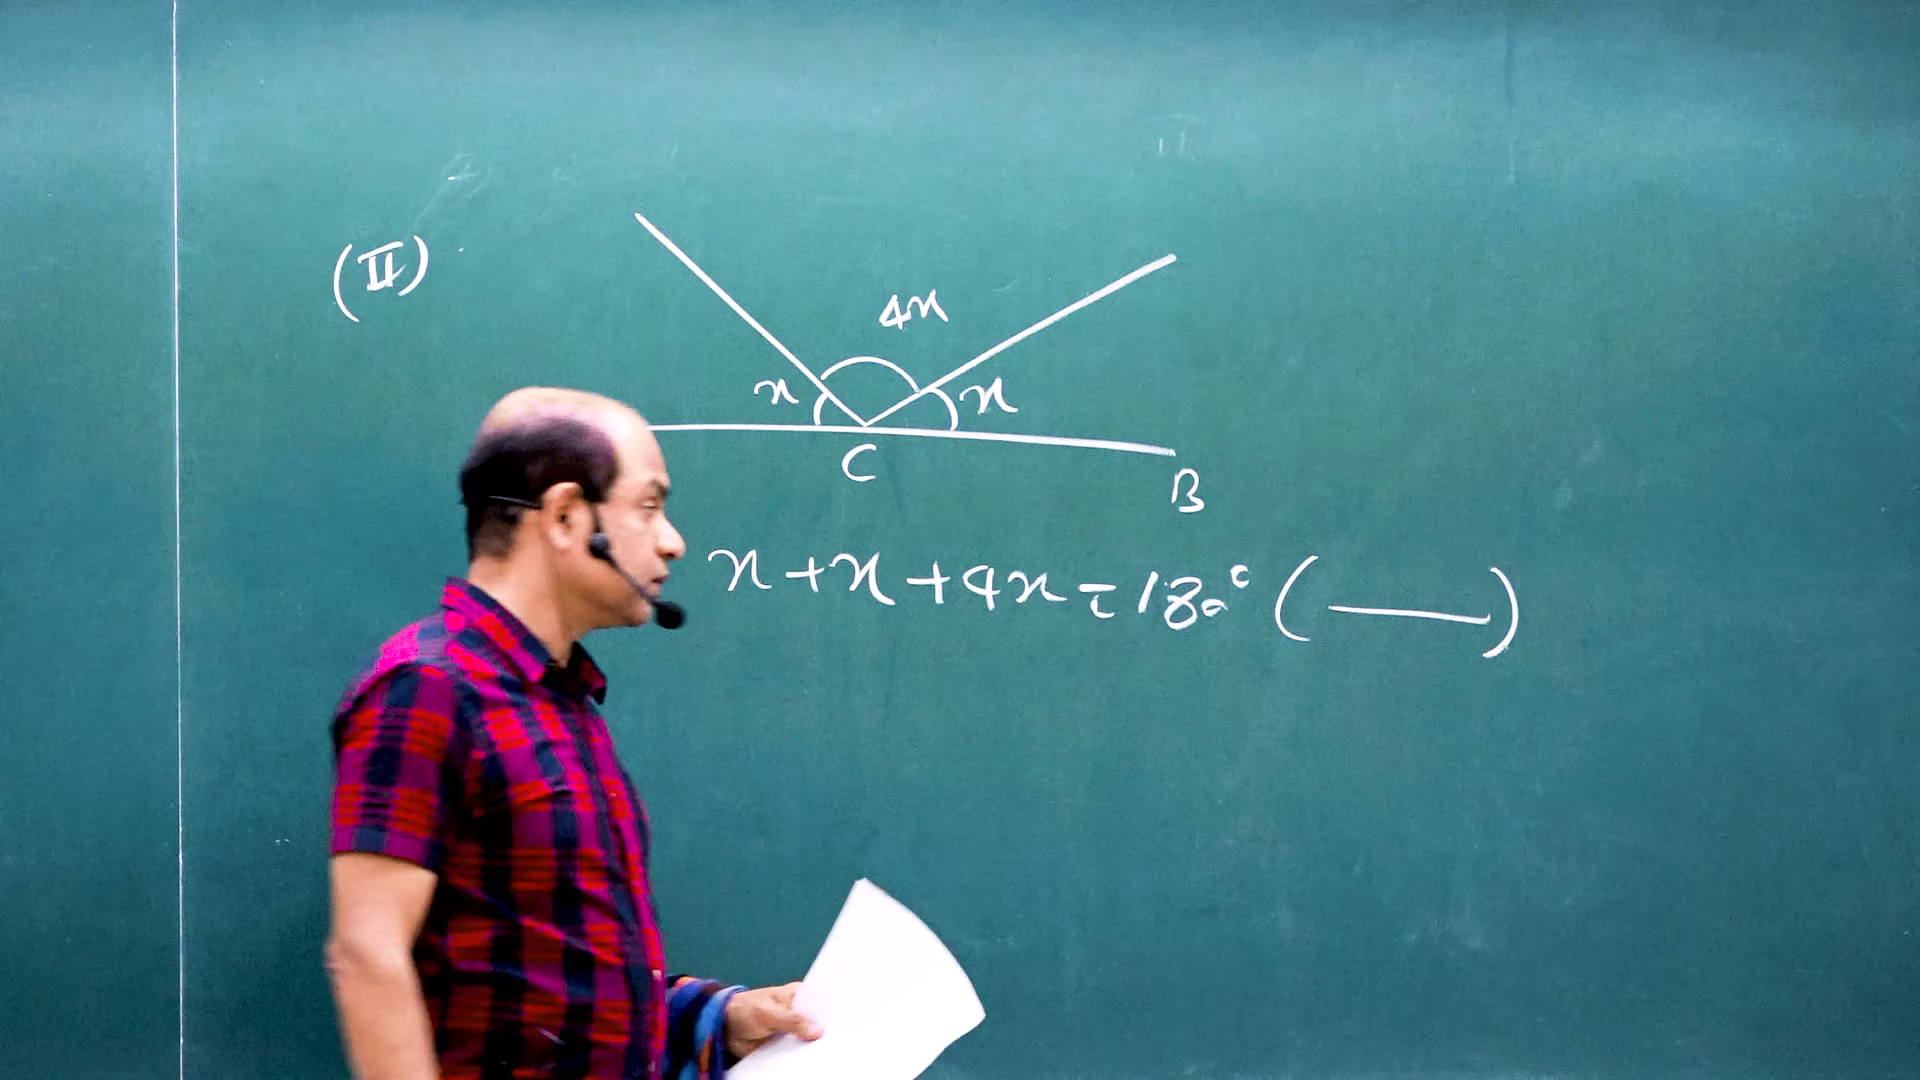 (II)
4x
x
x
C
B
x+x+4x=180° (——)